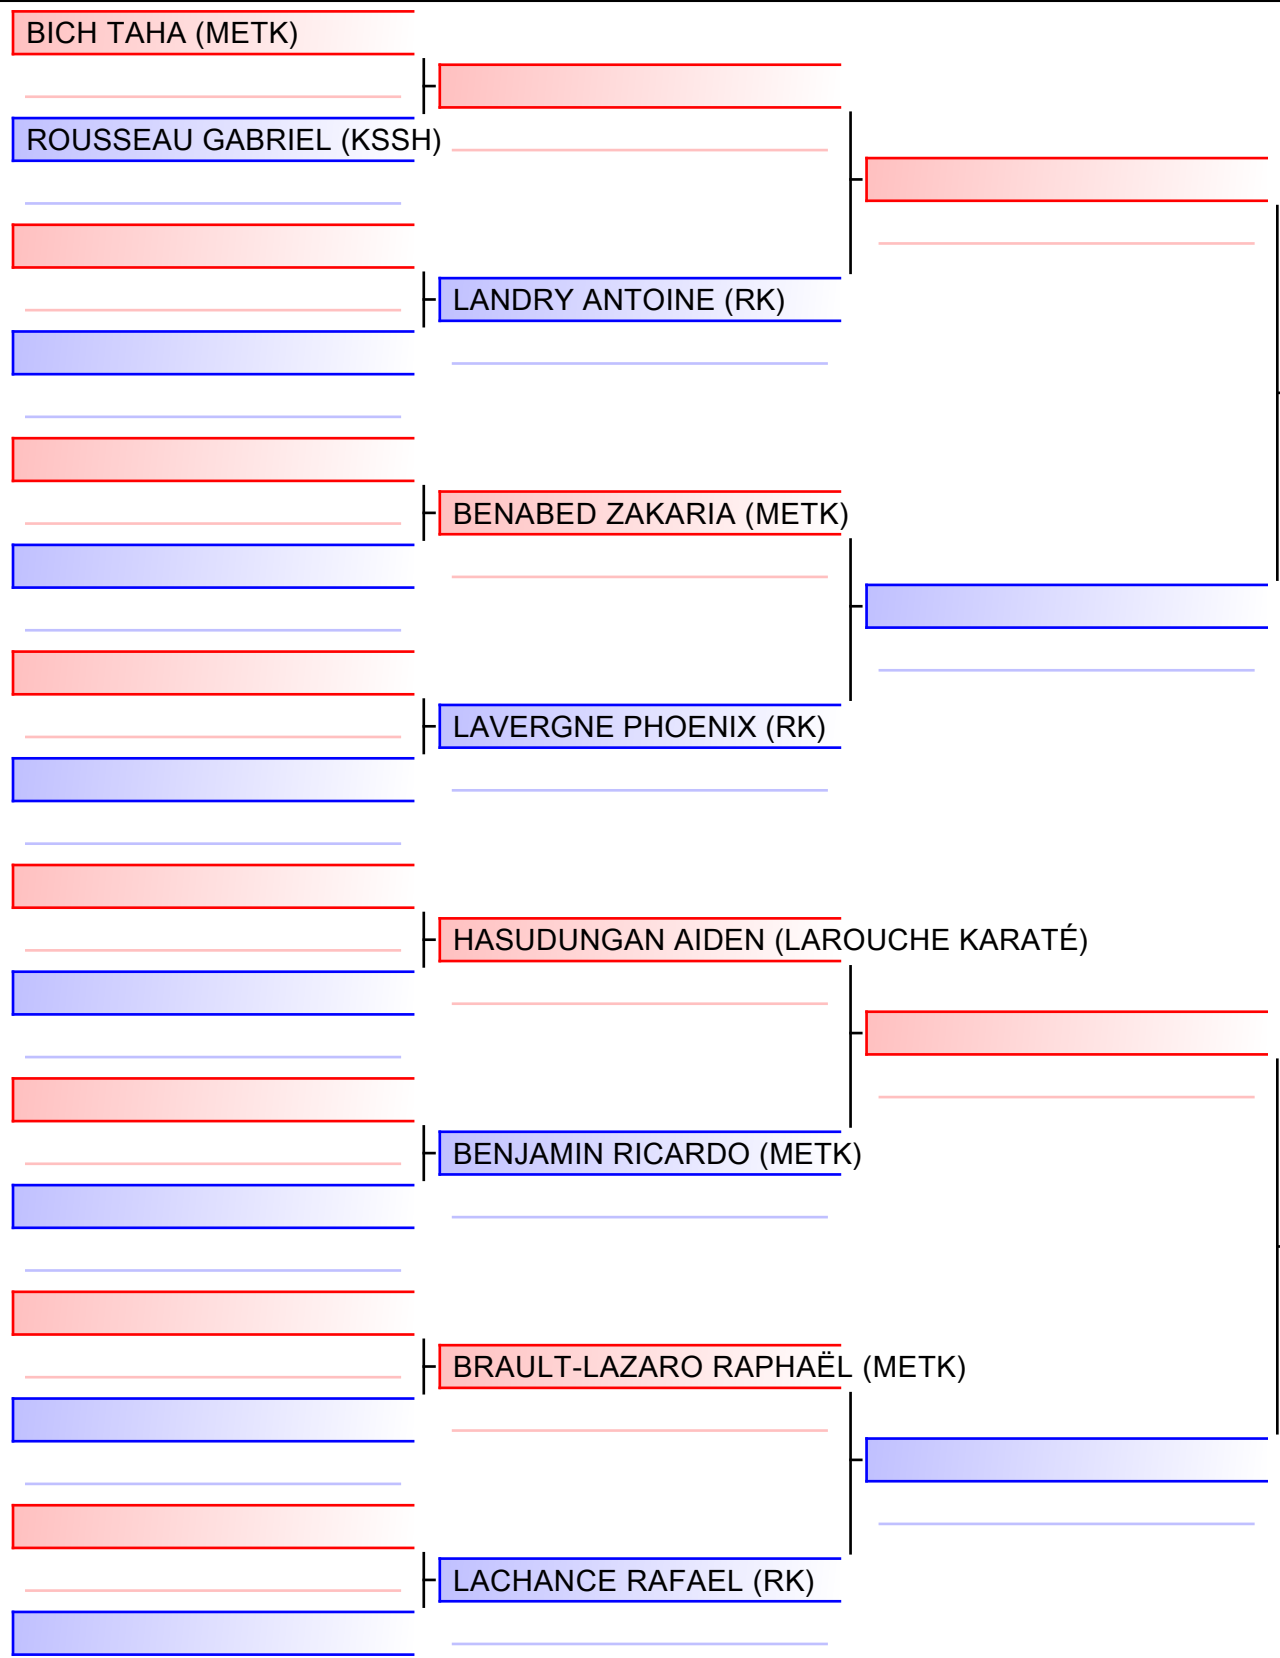 BICH TAHA (METK)
ROUSSEAU GABRIEL (KSSH)
LANDRY ANTOINE (RK)
BENABED ZAKARIA (METK)
LAVERGNE PHOENIX (RK)
HASUDUNGAN AIDEN (LAROUCHE KARATÉ)
BENJAMIN RICARDO (METK)
BRAULT-LAZARO RAPHAËL (METK)
LACHANCE RAFAEL (RK)